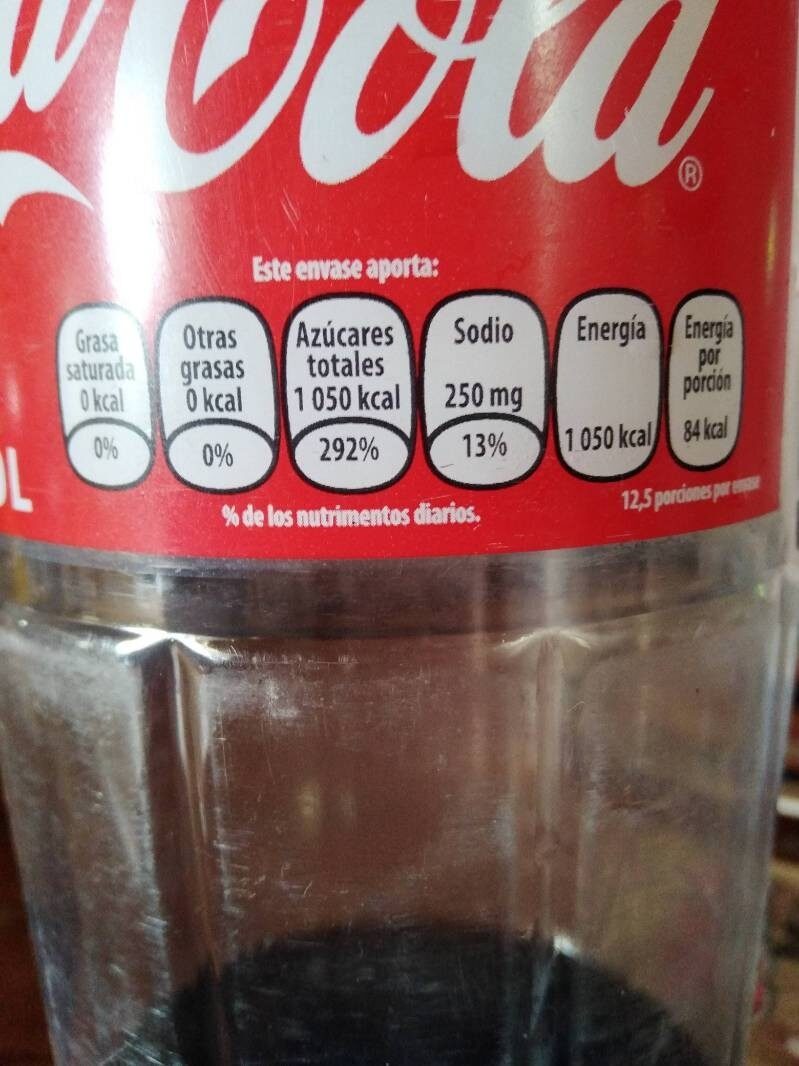 Cola
®
Este envase aporta:
Grasa
saturada
0 kcal
0%
Otras
grasas
0 kcal
0%
Azúcares
totales
1 050 kcal
292%
Sodio
250 mg
13%
Energía
1 050 kcal
Energía
por
porción
84 kcal
L
% de los nutrimentos diarios.
12,5 porciones por envase